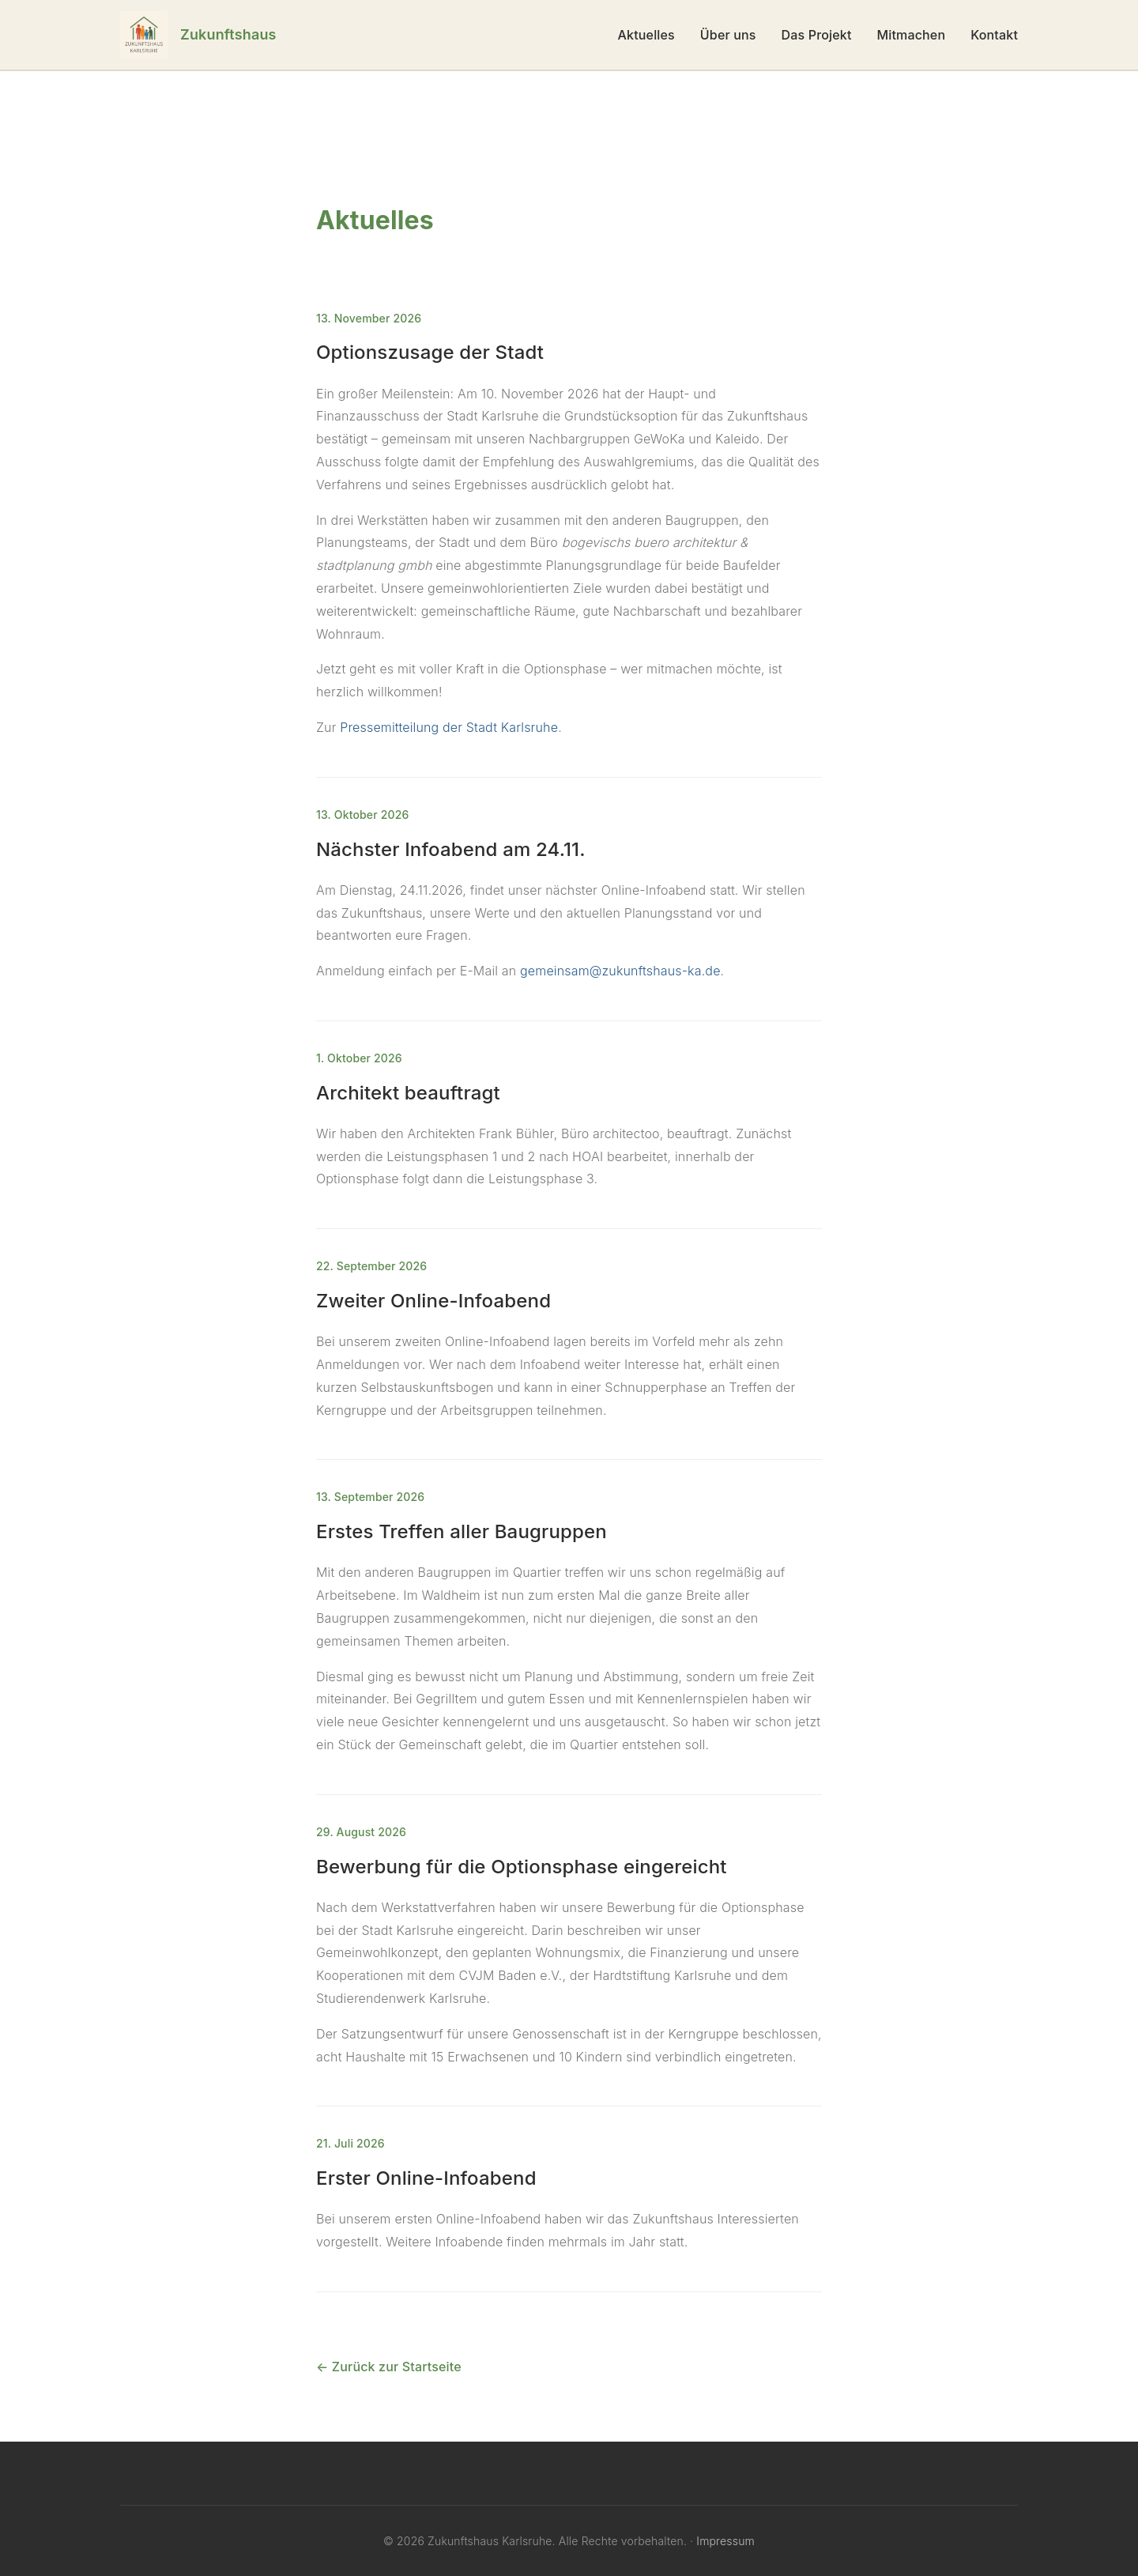 ZUKUNFTSHAUS
KARLSRUHE
Zukunftshaus
Aktuelles
Über uns
Das Projekt
Mitmachen
Kontakt
Aktuelles
13. November 2026
Optionszusage der Stadt
Ein großer Meilenstein: Am 10. November 2026 hat der Haupt- und
Finanzausschuss der Stadt Karlsruhe die Grundstücksoption für das Zukunftshaus
bestätigt – gemeinsam mit unseren Nachbargruppen GeWoKa und Kaleido. Der
Ausschuss folgte damit der Empfehlung des Auswahlgremiums, das die Qualität des
Verfahrens und seines Ergebnisses ausdrücklich gelobt hat.
In drei Werkstätten haben wir zusammen mit den anderen Baugruppen, den
Planungsteams, der Stadt und dem Büro bogevischs buero architektur &
stadtplanung gmbh eine abgestimmte Planungsgrundlage für beide Baufelder
erarbeitet. Unsere gemeinwohlorientierten Ziele wurden dabei bestätigt und
weiterentwickelt: gemeinschaftliche Räume, gute Nachbarschaft und bezahlbarer
Wohnraum.
Jetzt geht es mit voller Kraft in die Optionsphase – wer mitmachen möchte, ist
herzlich willkommen!
Zur Pressemitteilung der Stadt Karlsruhe.
13. Oktober 2026
Nächster Infoabend am 24.11.
Am Dienstag, 24.11.2026, findet unser nächster Online-Infoabend statt. Wir stellen
das Zukunftshaus, unsere Werte und den aktuellen Planungsstand vor und
beantworten eure Fragen.
Anmeldung einfach per E-Mail an gemeinsam@zukunftshaus-ka.de.
1. Oktober 2026
Architekt beauftragt
Wir haben den Architekten Frank Bühler, Büro architectoo, beauftragt. Zunächst
werden die Leistungsphasen 1 und 2 nach HOAI bearbeitet, innerhalb der
Optionsphase folgt dann die Leistungsphase 3.
22. September 2026
Zweiter Online-Infoabend
Bei unserem zweiten Online-Infoabend lagen bereits im Vorfeld mehr als zehn
Anmeldungen vor. Wer nach dem Infoabend weiter Interesse hat, erhält einen
kurzen Selbstauskunftsbogen und kann in einer Schnupperphase an Treffen der
Kerngruppe und der Arbeitsgruppen teilnehmen.
13. September 2026
Erstes Treffen aller Baugruppen
Mit den anderen Baugruppen im Quartier treffen wir uns schon regelmäßig auf
Arbeitsebene. Im Waldheim ist nun zum ersten Mal die ganze Breite aller
Baugruppen zusammengekommen, nicht nur diejenigen, die sonst an den
gemeinsamen Themen arbeiten.
Diesmal ging es bewusst nicht um Planung und Abstimmung, sondern um freie Zeit
miteinander. Bei Gegrilltem und gutem Essen und mit Kennenlernspielen haben wir
viele neue Gesichter kennengelernt und uns ausgetauscht. So haben wir schon jetzt
ein Stück der Gemeinschaft gelebt, die im Quartier entstehen soll.
29. August 2026
Bewerbung für die Optionsphase eingereicht
Nach dem Werkstattverfahren haben wir unsere Bewerbung für die Optionsphase
bei der Stadt Karlsruhe eingereicht. Darin beschreiben wir unser
Gemeinwohlkonzept, den geplanten Wohnungsmix, die Finanzierung und unsere
Kooperationen mit dem CVJM Baden e.V., der Hardtstiftung Karlsruhe und dem
Studierendenwerk Karlsruhe.
Der Satzungsentwurf für unsere Genossenschaft ist in der Kerngruppe beschlossen,
acht Haushalte mit 15 Erwachsenen und 10 Kindern sind verbindlich eingetreten.
21. Juli 2026
Erster Online-Infoabend
Bei unserem ersten Online-Infoabend haben wir das Zukunftshaus Interessierten
vorgestellt. Weitere Infoabende finden mehrmals im Jahr statt.
← Zurück zur Startseite
© 2026 Zukunftshaus Karlsruhe. Alle Rechte vorbehalten. · Impressum